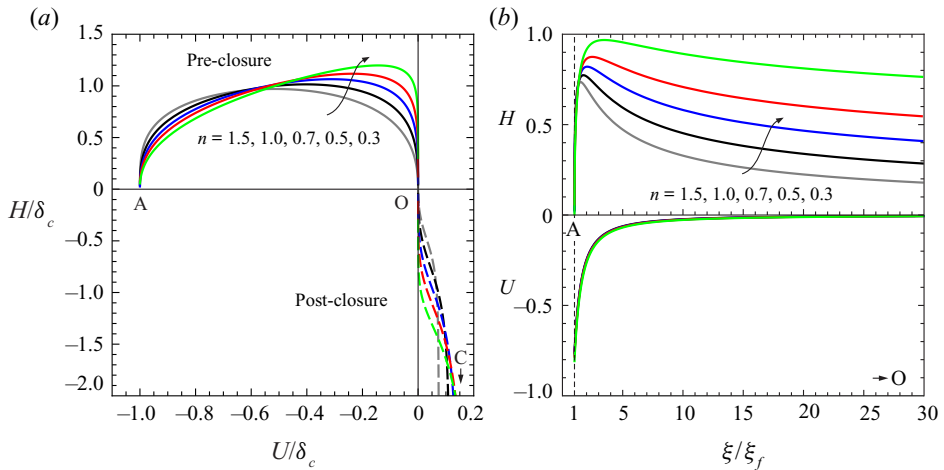 (a)
1.5
1.0
0.5
0
–0.5
–1.0
–1.5
–2.0
H/δc
Pre-closure
n = 1.5, 1.0, 0.7, 0.5, 0.3
A
O
Post-closure
C
–1.0
–0.8
–0.6
–0.4
–0.2
0
0.2
U/δc
(b)
1.0
H
0.5
n = 1.5, 1.0, 0.7, 0.5, 0.3
0
A
U
–0.5
–1.0
O
1
5
10
15
20
25
30
ξ/ξf